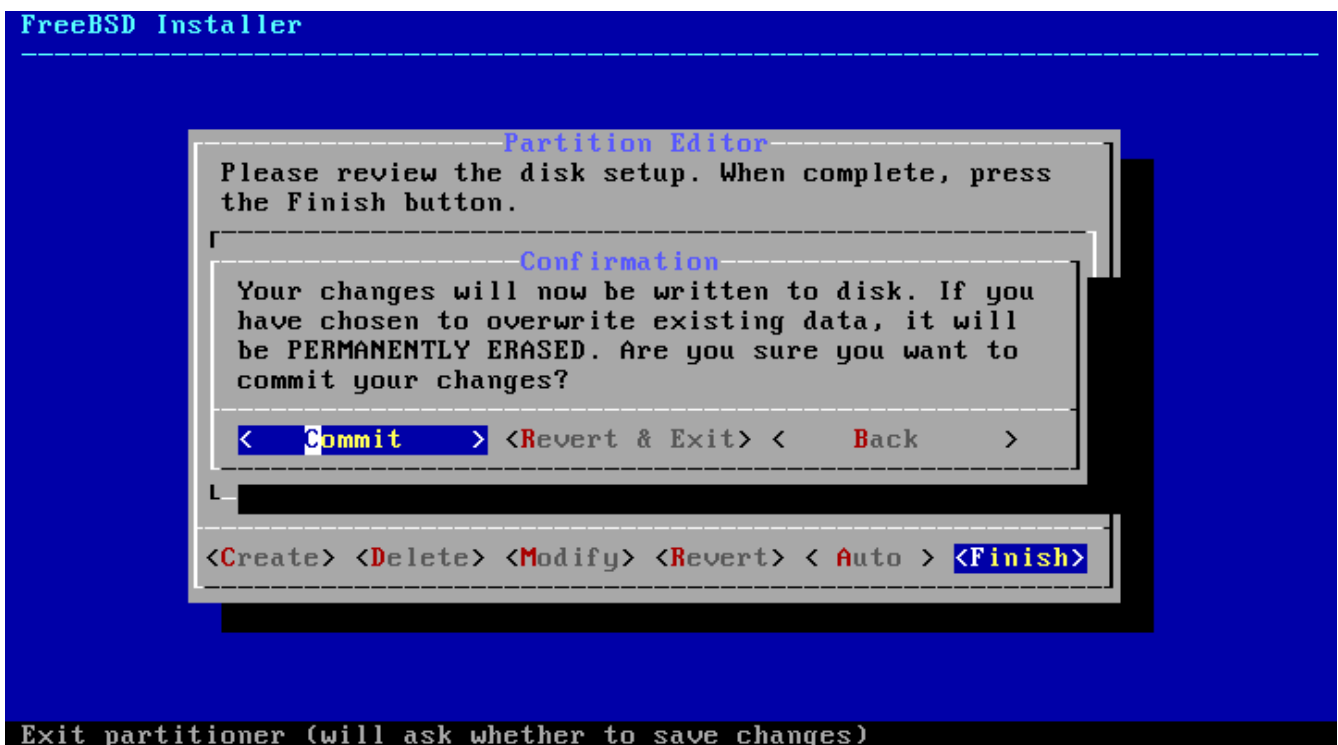 FreeBSD Installer
Partition Editor
Please review the disk setup. When complete, press
the Finish button.
Confirmation
Your changes will now be written to disk. If you
have chosen to overwrite existing data, it will
be PERMANENTLY ERASED. Are you sure you want to
commit your changes?
<   Commit   > <Revert & Exit> <   Back   >
<Create> <Delete> <Modify> <Revert> < Auto > <Finish>
Exit partitioner (will ask whether to save changes)